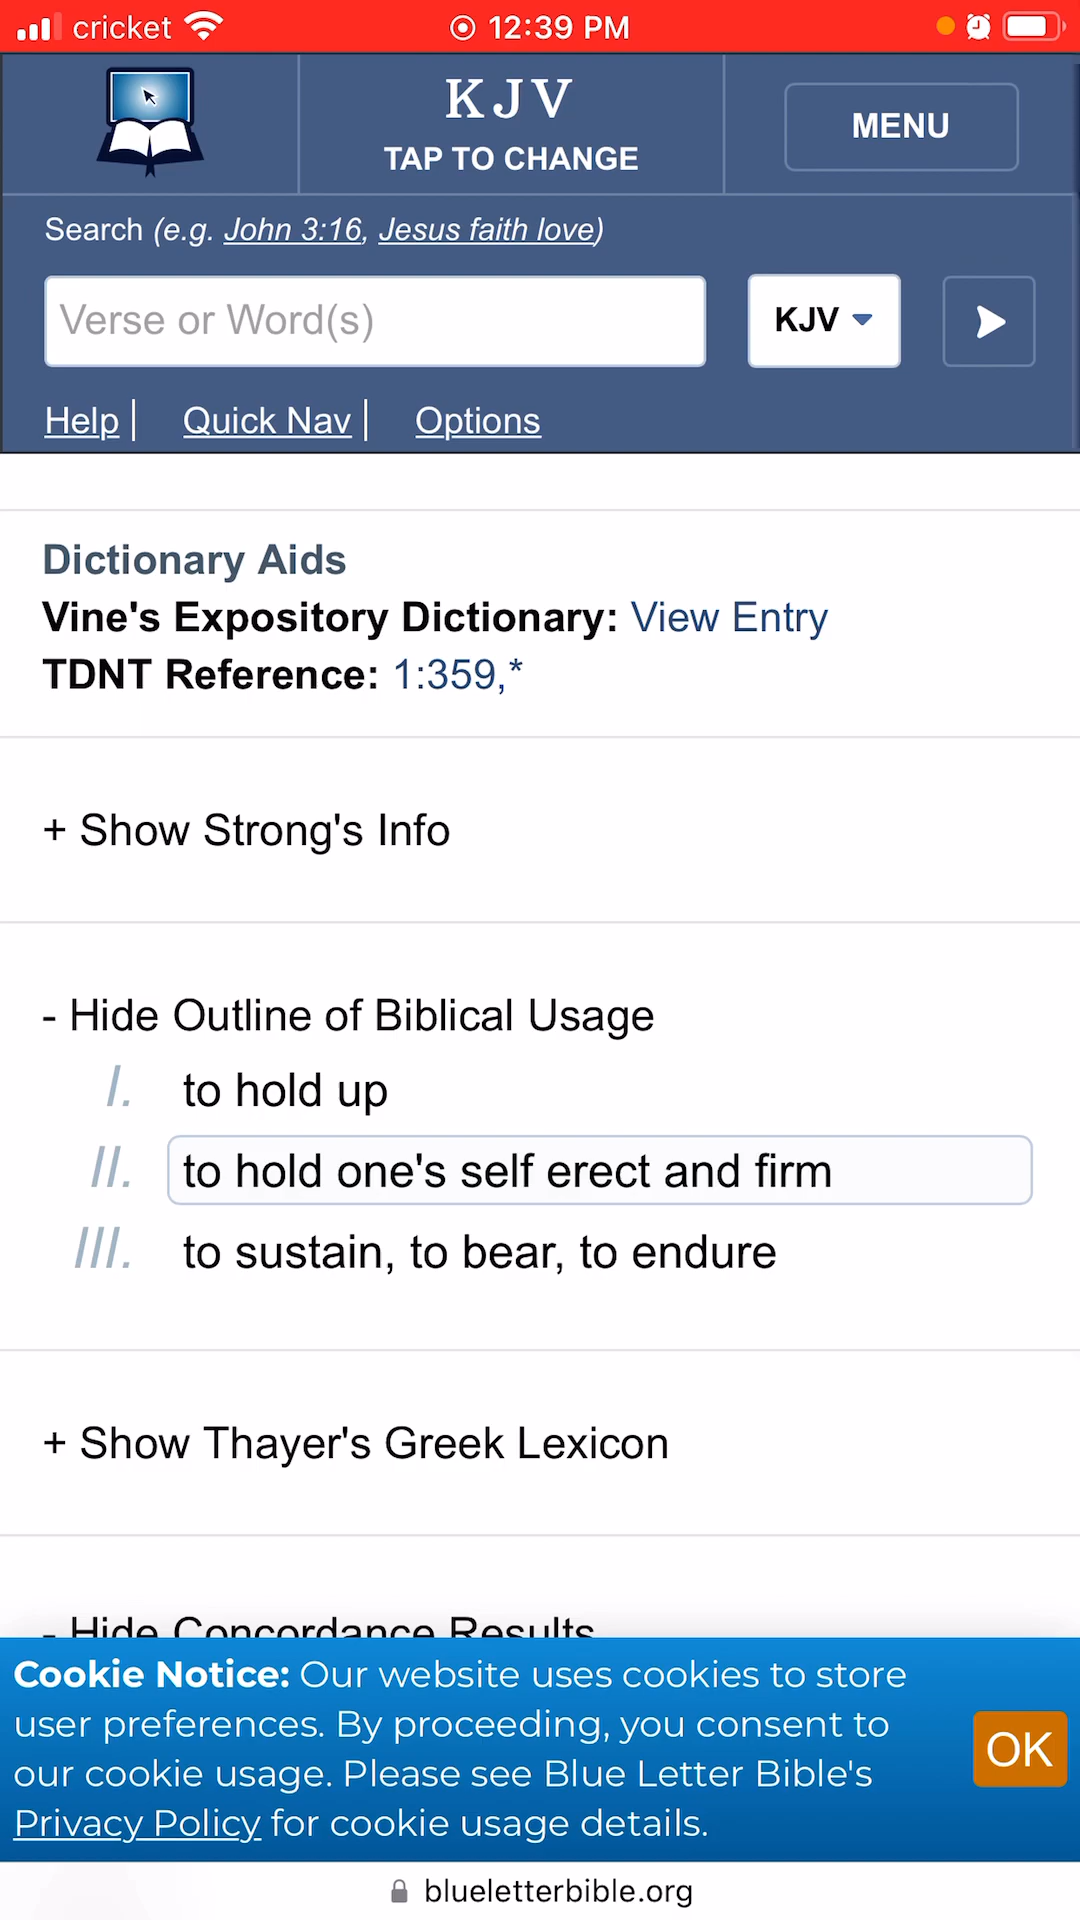 cricket 12:39 PM
KJV
TAP TO CHANGE
MENU
Search (e.g. John 3:16, Jesus faith love)
Verse or Word(s)
KJV
Help| Quick Nav| Options
Dictionary Aids
Vine's Expository Dictionary: View Entry
TDNT Reference: 1:359,*
+ Show Strong's Info
- Hide Outline of Biblical Usage
I. to hold up
II. to hold one's self erect and firm
III. to sustain, to bear, to endure
+ Show Thayer's Greek Lexicon
- Hide Concordance Results
Cookie Notice: Our website uses cookies to store
user preferences. By proceeding, you consent to
our cookie usage. Please see Blue Letter Bible's
Privacy Policy for cookie usage details.
OK
blueletterbible.org